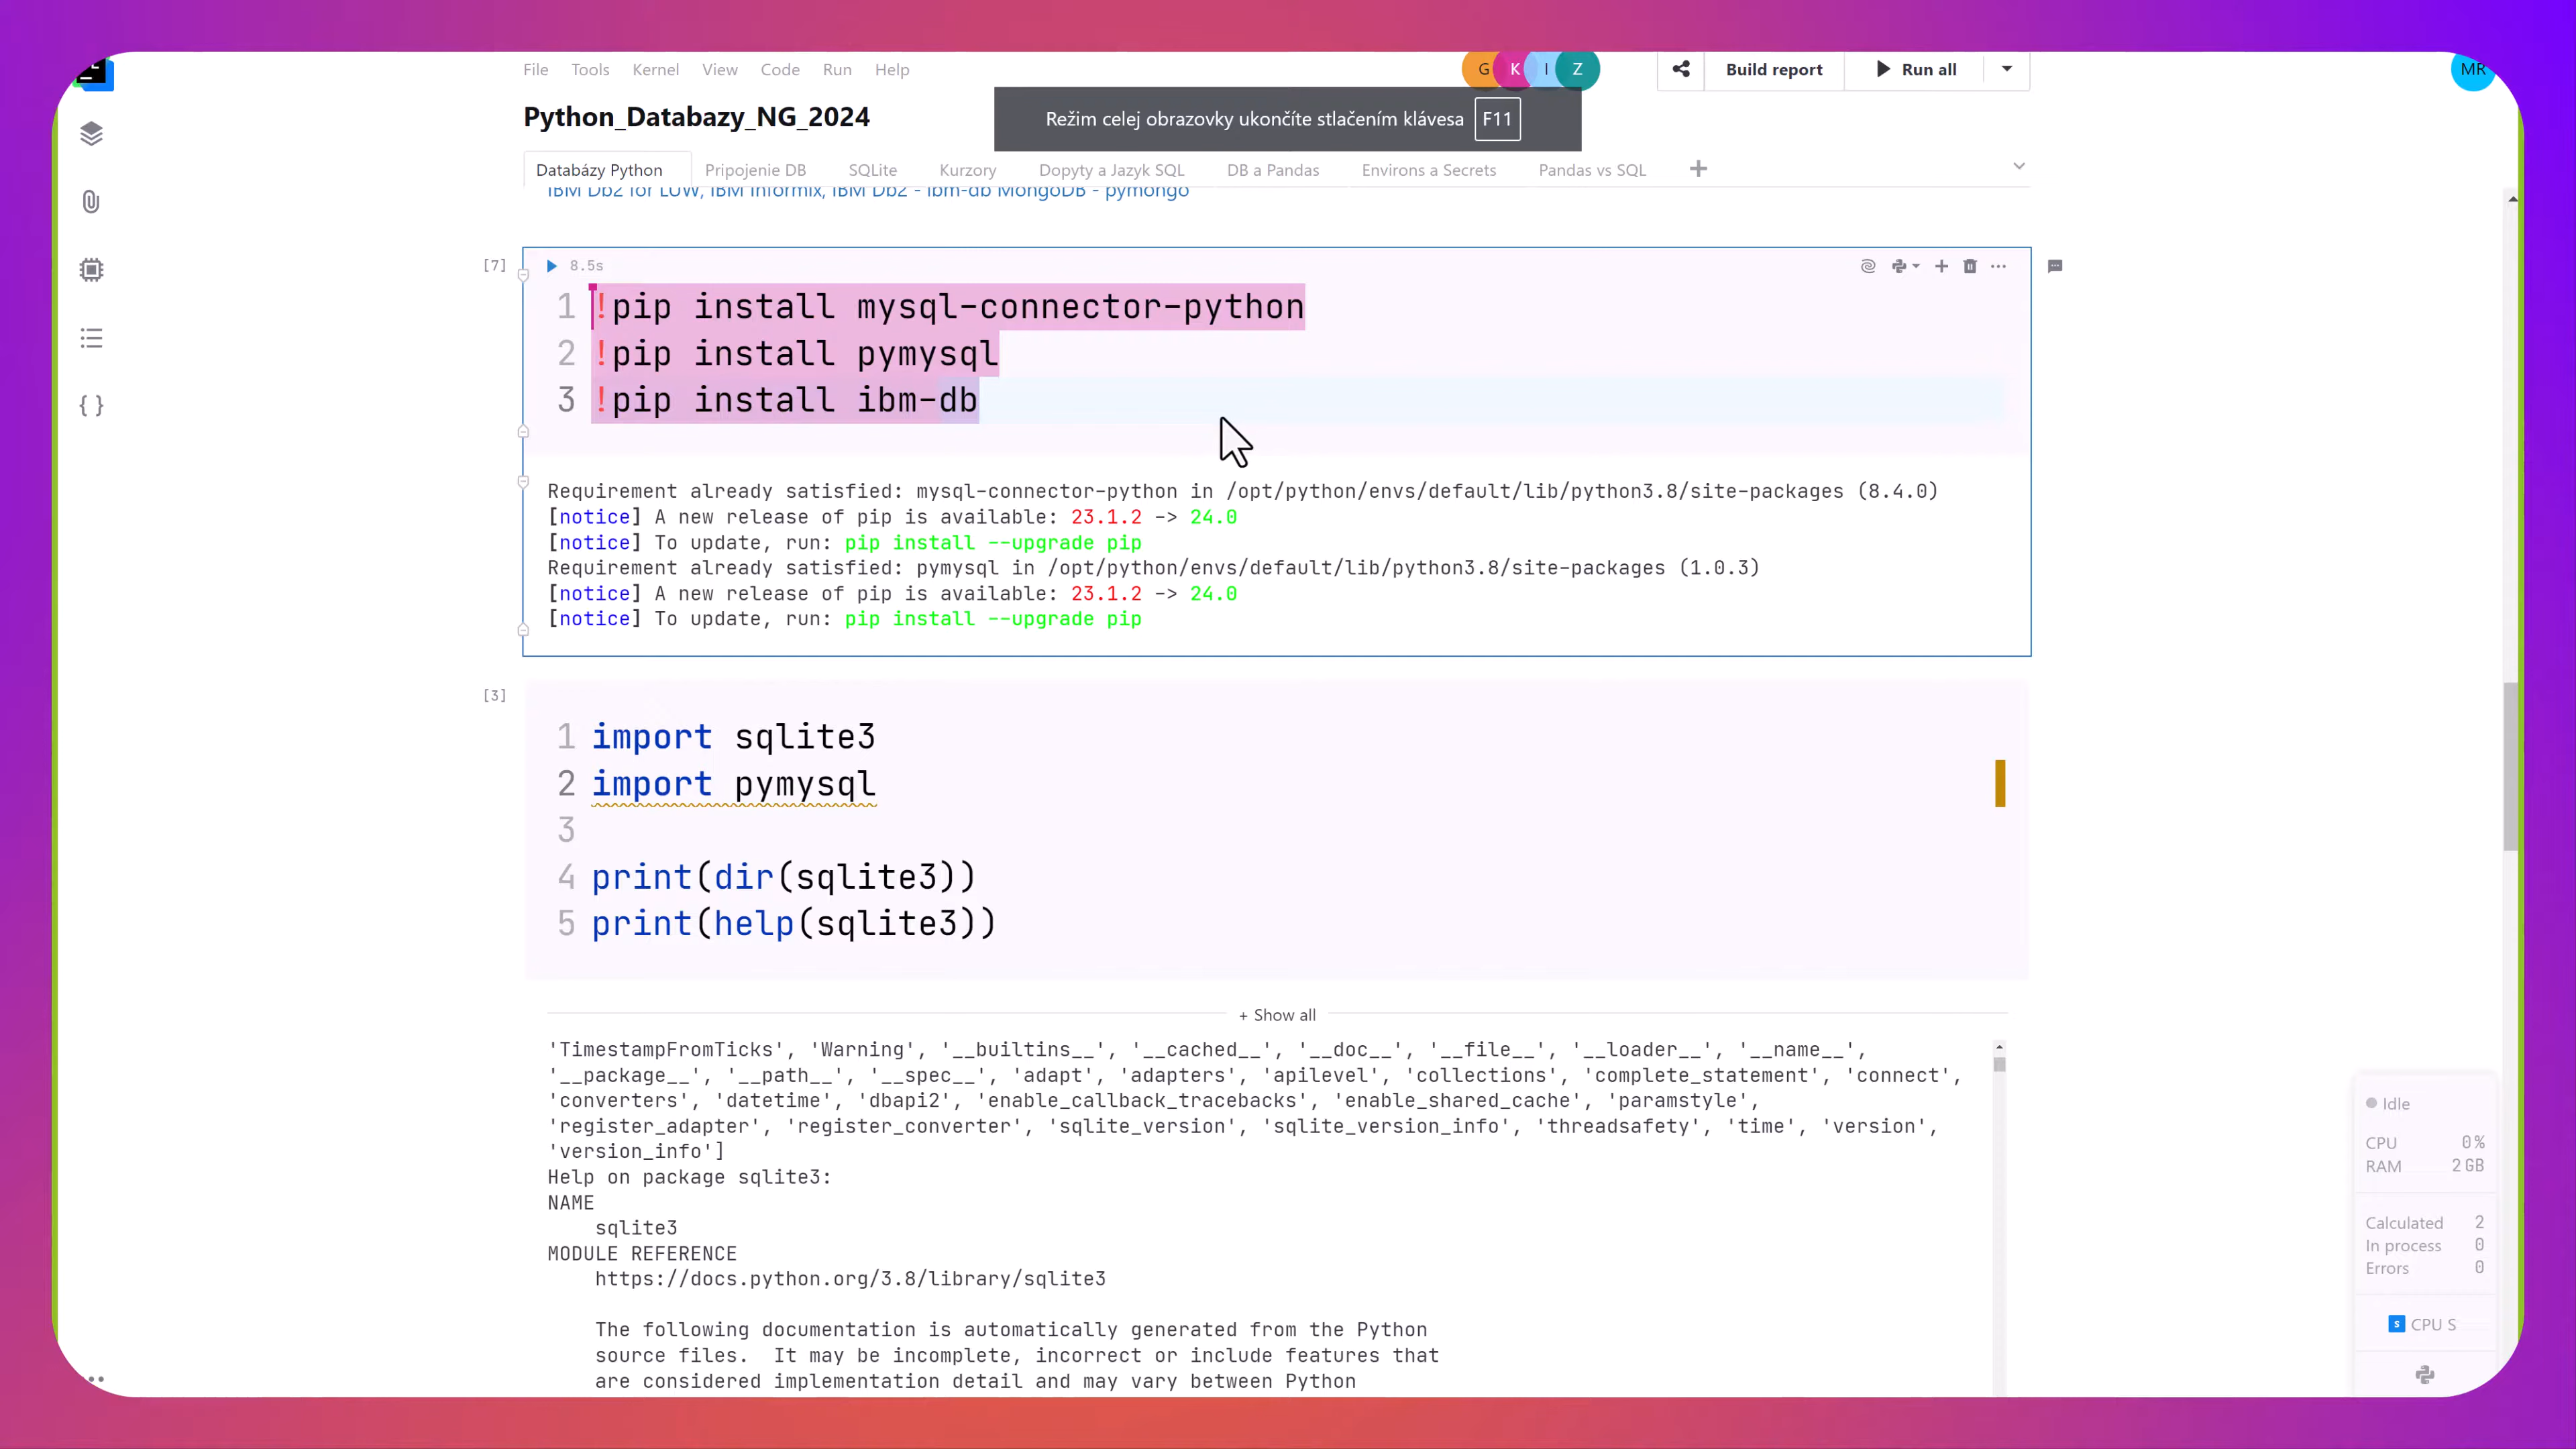 File Tools Kernel View Code Run Help
G K I Z
Build report
Run all
MR
Python_Databazy_NG_2024
Režim celej obrazovky ukončíte stlačením klávesa F11
Databázy Python Pripojenie DB SQLite Kurzory Dopyty a Jazyk SQL DB a Pandas Environs a Secrets Pandas vs SQL
IBM Db2 for LUW, IBM Informix, IBM Db2 - ibm-db MongoDB - pymongo
[7] 8.5s
1 !pip install mysql-connector-python
2 !pip install pymysql
3 !pip install ibm-db
Requirement already satisfied: mysql-connector-python in /opt/python/envs/default/lib/python3.8/site-packages (8.4.0)
[notice] A new release of pip is available: 23.1.2 -> 24.0
[notice] To update, run: pip install --upgrade pip
Requirement already satisfied: pymysql in /opt/python/envs/default/lib/python3.8/site-packages (1.0.3)
[notice] A new release of pip is available: 23.1.2 -> 24.0
[notice] To update, run: pip install --upgrade pip
[3]
1 import sqlite3
2 import pymysql
3
4 print(dir(sqlite3))
5 print(help(sqlite3))
+ Show all
'TimestampFromTicks', 'Warning', '__builtins__', '__cached__', '__doc__', '__file__', '__loader__', '__name__',
'__package__', '__path__', '__spec__', 'adapt', 'adapters', 'apilevel', 'collections', 'complete_statement', 'connect',
'converters', 'datetime', 'dbapi2', 'enable_callback_tracebacks', 'enable_shared_cache', 'paramstyle',
'register_adapter', 'register_converter', 'sqlite_version', 'sqlite_version_info', 'threadsafety', 'time', 'version',
'version_info']
Help on package sqlite3:
NAME
sqlite3
MODULE REFERENCE
https://docs.python.org/3.8/library/sqlite3
The following documentation is automatically generated from the Python
source files.  It may be incomplete, incorrect or include features that
are considered implementation detail and may vary between Python
Idle
CPU 0%
RAM 2 GB
Calculated 2
In process 0
Errors 0
S CPU S